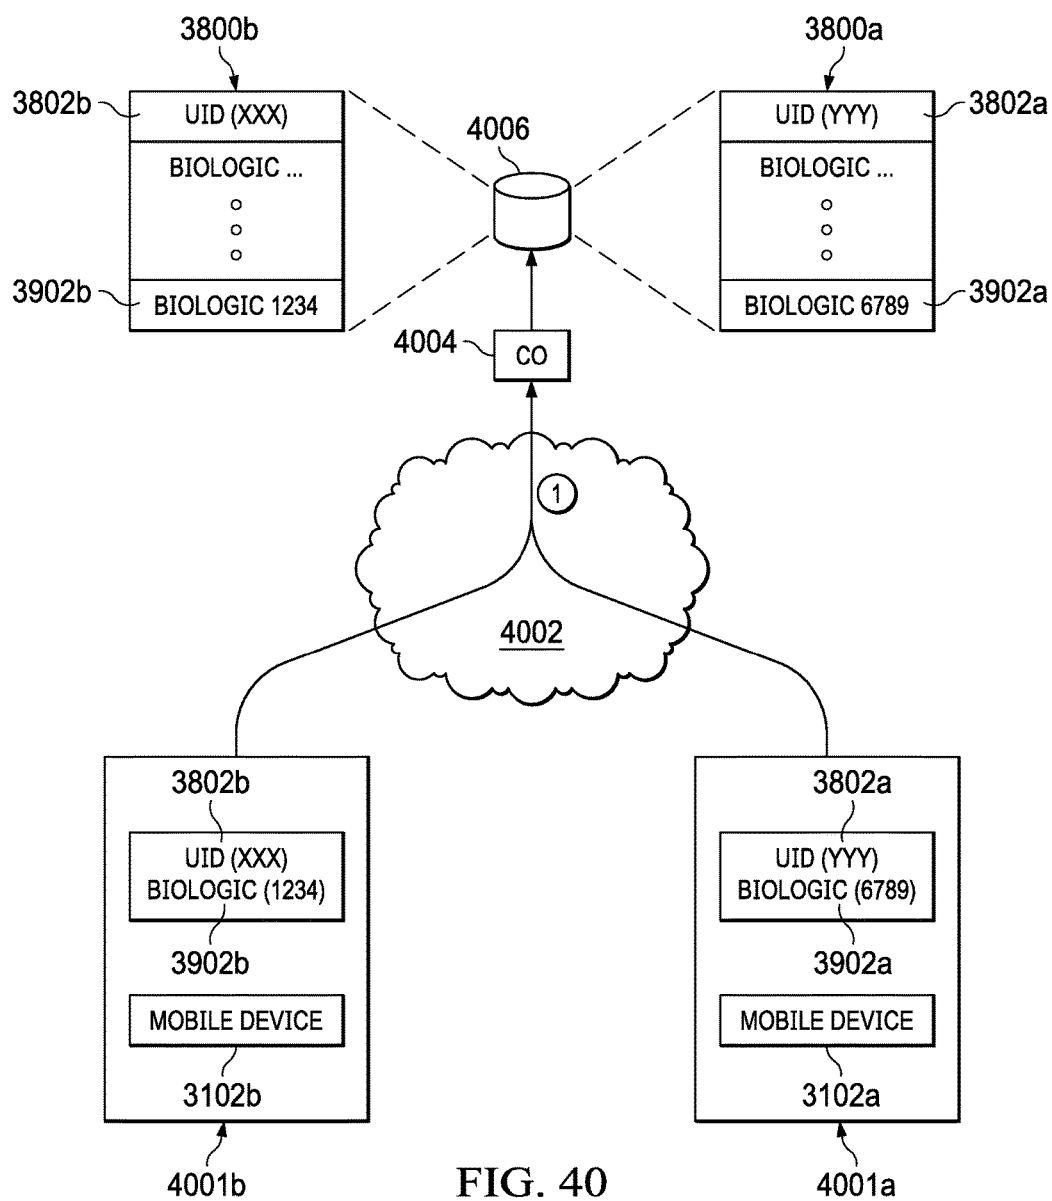 3800b
3800a
3802b
UID (XXX)
4006
UID (YYY)
3802a
BIOLOGIC ...
BIOLOGIC ...
3902b
BIOLOGIC 1234
BIOLOGIC 6789
3902a
4004
CO
1
4002
3802b
3802a
UID (XXX)
BIOLOGIC (1234)
UID (YYY)
BIOLOGIC (6789)
3902b
3902a
MOBILE DEVICE
MOBILE DEVICE
3102b
3102a
4001b
FIG. 40
4001a